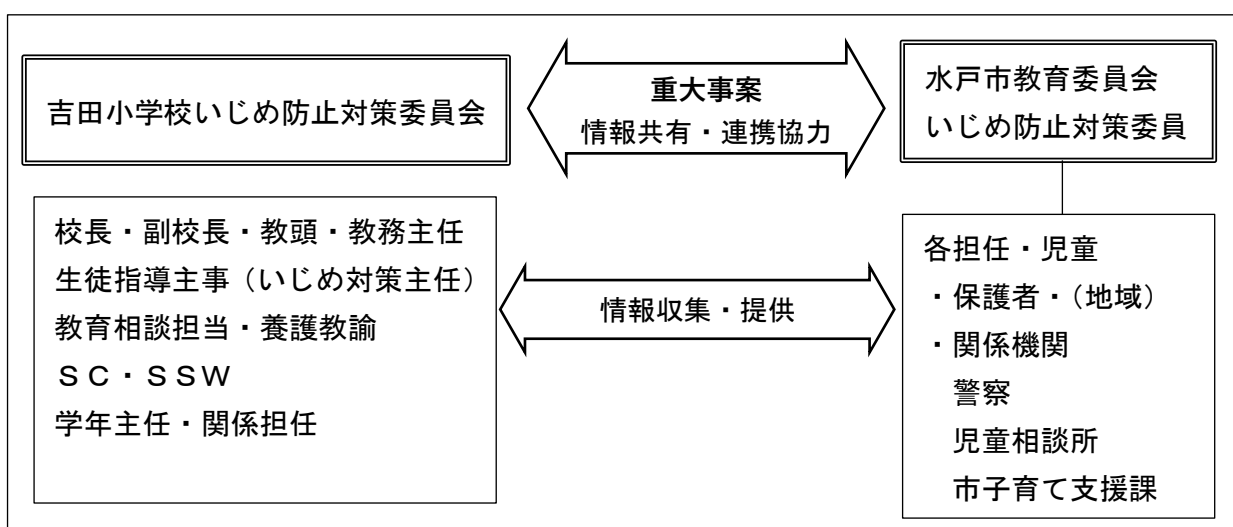 吉田小学校いじめ防止対策委員会
重大事案
情報共有・連携協力
水戸市教育委員会
いじめ防止対策委員
校長・副校長・教頭・教務主任
生徒指導主事（いじめ対策主任）
教育相談担当・養護教諭
ＳＣ・ＳＳＷ
学年主任・関係担任
情報収集・提供
各担任・児童
・保護者・（地域）
・関係機関
警察
児童相談所
市子育て支援課